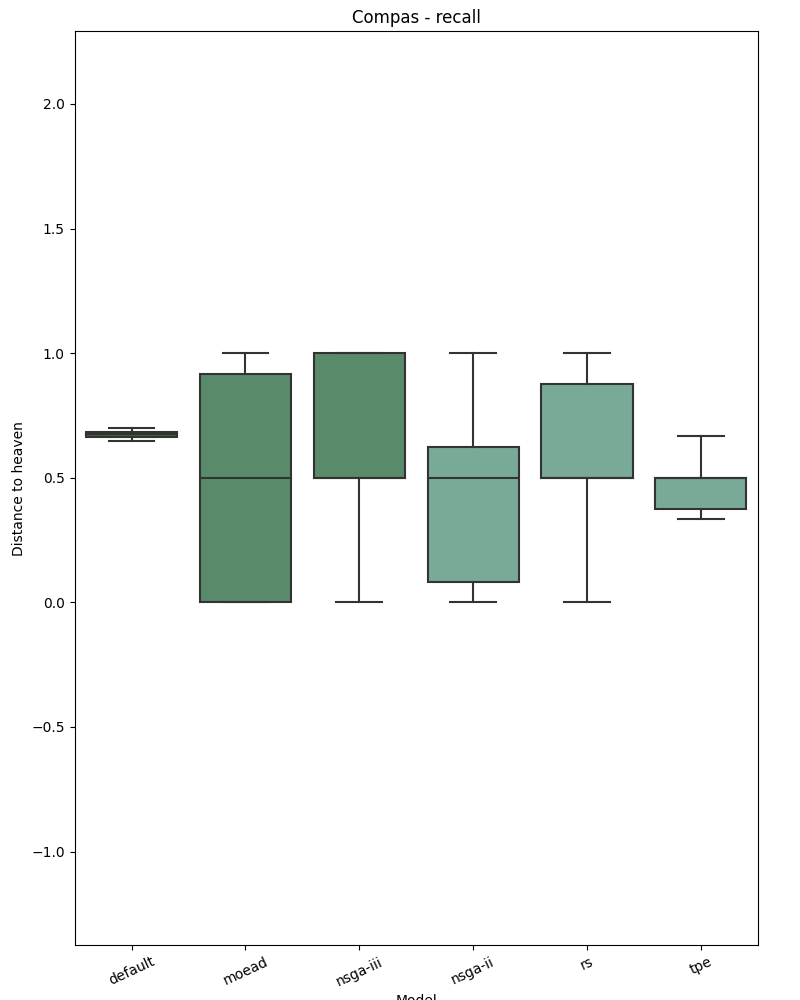 Compas - recall
Distance to heaven
2.0
1.5
1.0
0.5
0.0
−0.5
−1.0
default
moead
nsga-iii
nsga-ii
rs
tpe
Model